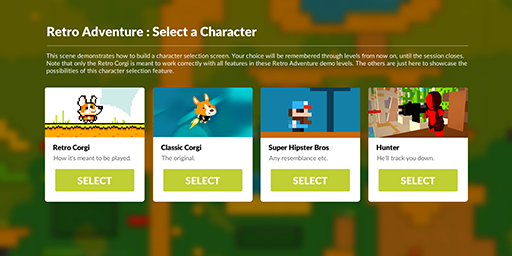 Retro Adventure : Select a Character
This scene demonstrates how to build a character selection screen. Your choice will be remembered through levels from now on, until the session closes.
Note that only the Retro Corgi is meant to work correctly with all features in these Retro Adventure demo levels. The others are just here to showcase the
possibilities of this character selection feature.
Retro Corgi
How it's meant to be played.
SELECT
Classic Corgi
The original.
SELECT
Super Hipster Bros
Any resemblance etc.
SELECT
Hunter
He'll track you down.
SELECT